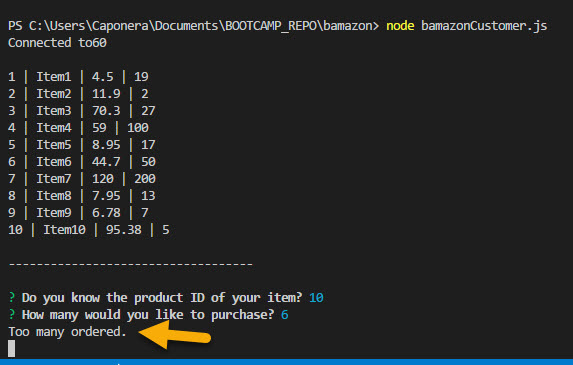 PS C:\Users\Caponera\Documents\BOOTCAMP_REPO\bamazon> node bamazonCustomer.js
Connected to60
1 | Item1 | 4.5 | 19
2 | Item2 | 11.9 | 2
3 | Item3 | 70.3 | 27
4 | Item4 | 59 | 100
5 | Item5 | 8.95 | 17
6 | Item6 | 44.7 | 50
7 | Item7 | 120 | 200
8 | Item8 | 7.95 | 13
9 | Item9 | 6.78 | 7
10 | Item10 | 95.38 | 5
-----------------------------------
? Do you know the product ID of your item? 10
? How many would you like to purchase? 6
Too many ordered.